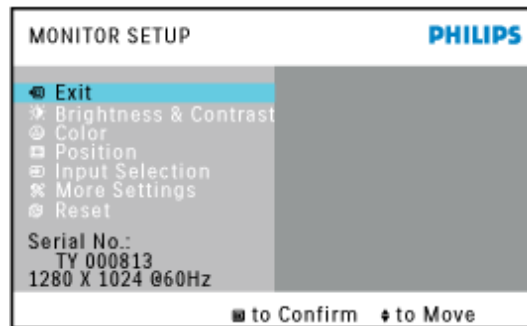 MONITOR SETUP
PHILIPS
Exit
Brightness & Contrast
Color
Position
Input Selection
More Settings
Reset
Serial No.:
TY 000813
1280 X 1024 @60Hz
to Confirm to Move